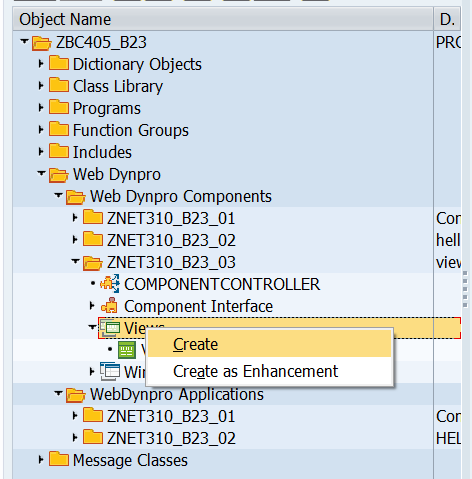 Object Name D.
ZBC405_B23 PRO
Dictionary Objects
Class Library
Programs
Function Groups
Includes
Web Dynpro
Web Dynpro Components
ZNET310_B23_01 Con
ZNET310_B23_02 hell
ZNET310_B23_03 view
COMPONENTCONTROLLER
Component Interface
Views
Create
V
Create as Enhancement
Win
WebDynpro Applications
ZNET310_B23_01 Con
ZNET310_B23_02 HEL
Message Classes